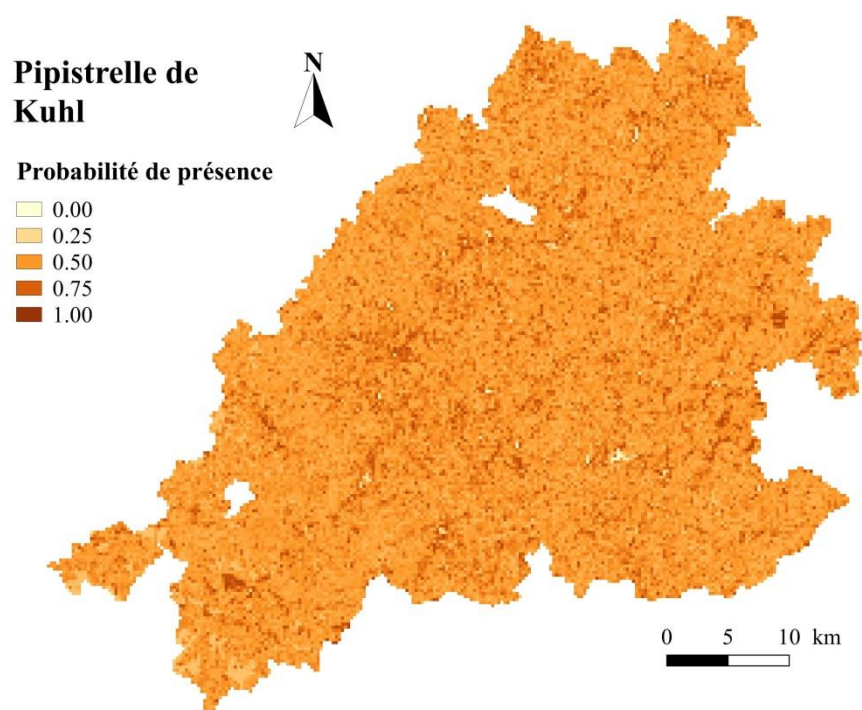 Pipistrelle de
Kuhl
N
Probabilité de présence
0.00
0.25
0.50
0.75
1.00
0 5 10 km